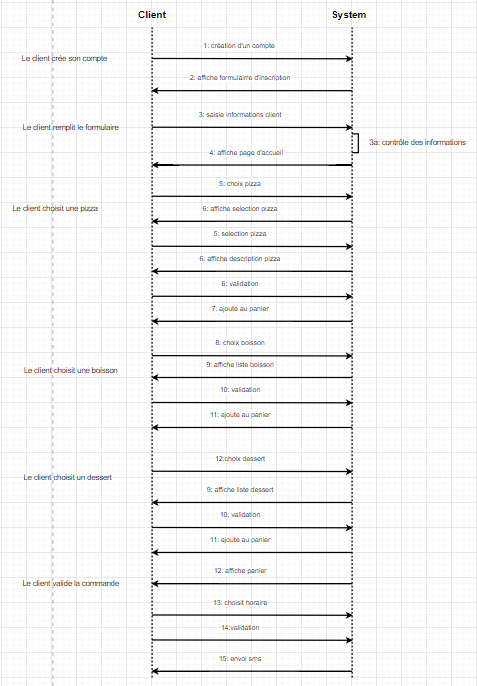 Client
System
1: création d'un compte
Le client crée son compte
2: affiche formulaire d'inscription
3: saisie informations client
Le client remplit le formulaire
3a: contrôle des informations
4: affiche page d'accueil
5: choix pizza
Le client choisit une pizza
6: affiche selection pizza
5: selection pizza
6: affiche description pizza
6: validation
7: ajoute au panier
8: choix boisson
9: affiche liste boisson
Le client choisit une boisson
10: validation
11: ajoute au panier
12:choix dessert
Le client choisit un dessert
9: affiche liste dessert
10: validation
11: ajoute au panier
12: affiche panier
Le client valide la commande
13: choisit horaire
14:validation
15: envoi sms